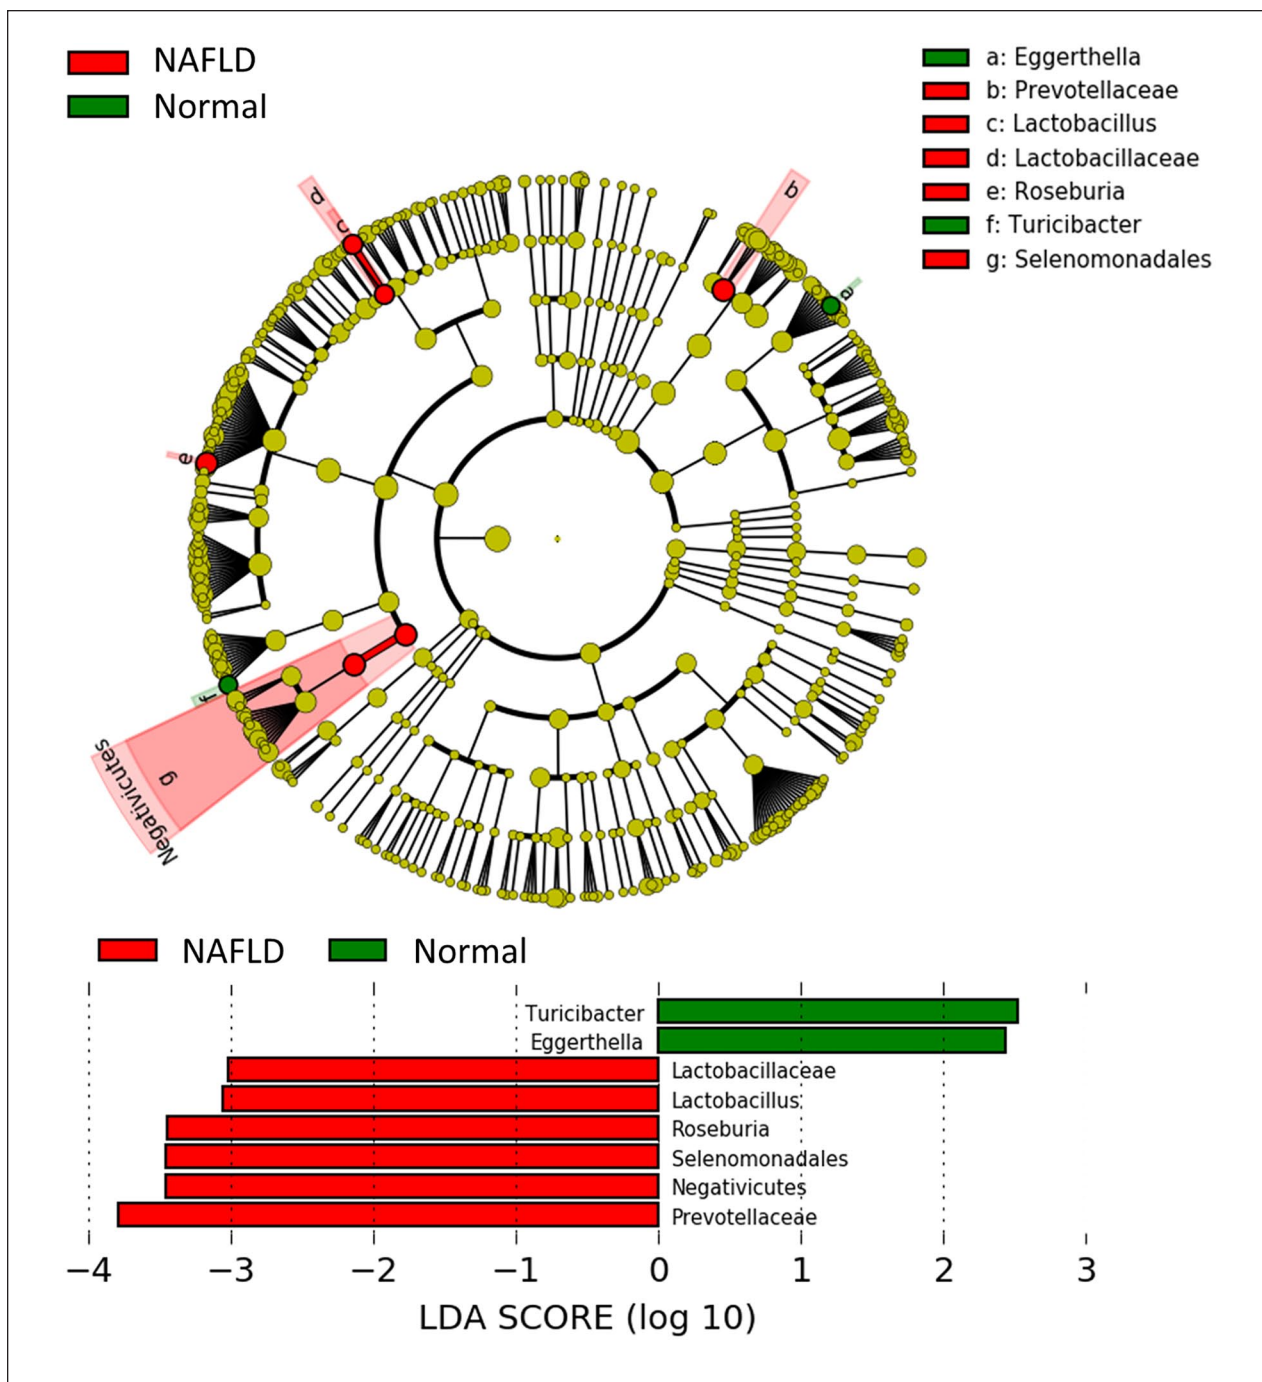 NAFLD
Normal
a: Eggerthella
b: Prevotellaceae
c: Lactobacillus
d: Lactobacillaceae
e: Roseburia
f: Turicibacter
g: Selenomonadales
d
c
b
a
e
f
g
Negativicutes
NAFLD Normal
Turicibacter
Eggerthella
Lactobacillaceae
Lactobacillus
Roseburia
Selenomonadales
Negativicutes
Prevotellaceae
−4 −3 −2 −1 0 1 2 3
LDA SCORE (log 10)